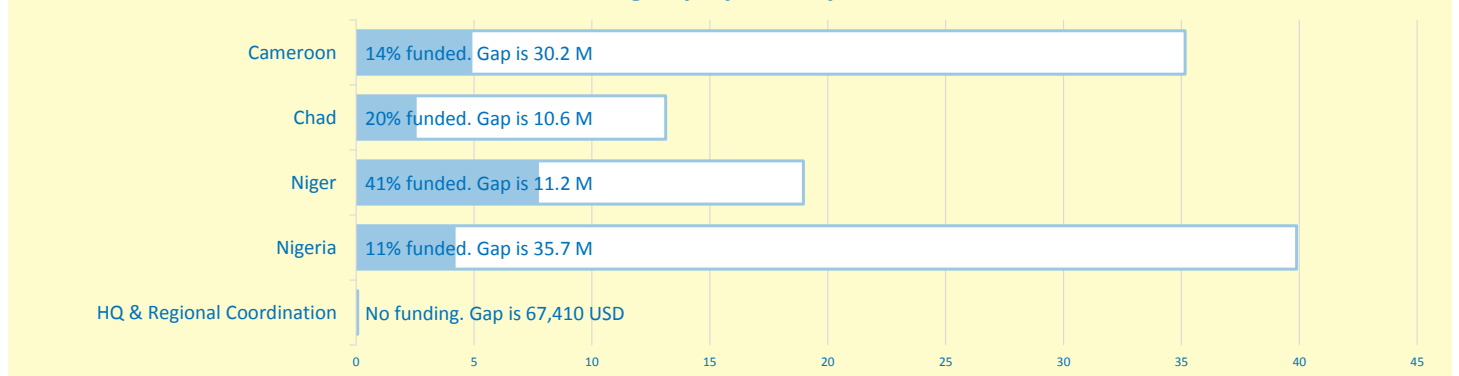 Cameroon 14% funded. Gap is 30.2 M
Chad 20% funded. Gap is 10.6 M
Niger 41% funded. Gap is 11.2 M
Nigeria 11% funded. Gap is 35.7 M
HQ & Regional Coordination No funding. Gap is 67,410 USD
0 5 10 15 20 25 30 35 40 45